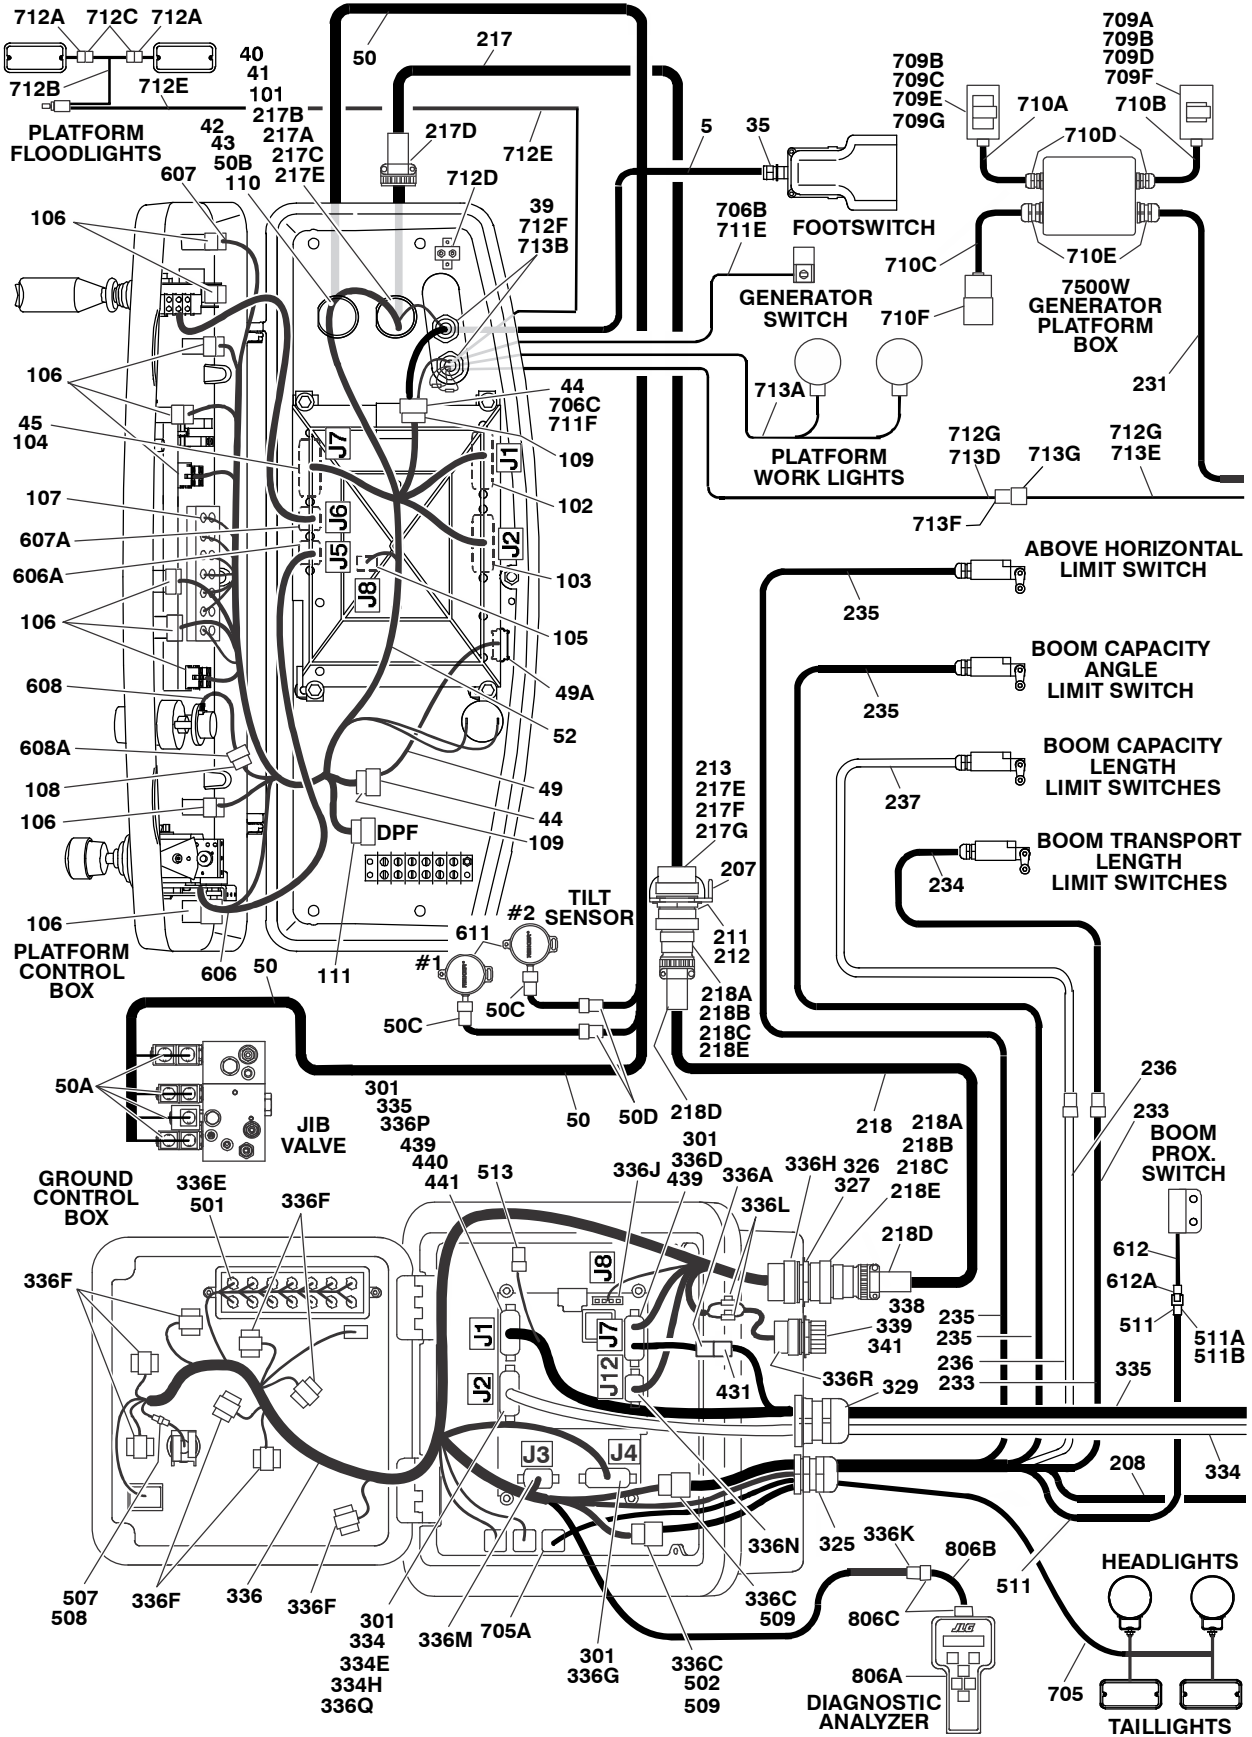 712A 712C 712A
712B 712E
PLATFORM
FLOODLIGHTS
40
41
101
217B
217A
217C
217E
42
43
50B
110
607
106
50
217
217D
712E
712D
39
712F
713B
5
35
FOOTSWITCH
706B
711E
GENERATOR
SWITCH
709B
709C
709E
709G
710A
709A
709B
709D
709F
710B
710D
710E
710C
710F
7500W
GENERATOR
PLATFORM
BOX
231
713A
PLATFORM
WORK LIGHTS
712G
713D
713G
712G
713E
713F
106
45
104
107
607A
606A
106
608
608A
108
106
106
PLATFORM
CONTROL
BOX
606
J7
J6
J5
J8
J1
J2
44
706C
711F
109
102
103
105
49A
52
49
44
109
DPF
111
ABOVE HORIZONTAL
LIMIT SWITCH
235
BOOM CAPACITY
ANGLE
LIMIT SWITCH
235
BOOM CAPACITY
LENGTH
LIMIT SWITCHES
237
BOOM TRANSPORT
LENGTH
LIMIT SWITCHES
234
213
217E
217F
217G
207
211
212
218A
218B
218C
218E
218D
TILT
SENSOR
#2
611
#1
50C
50C
50D
50
50
50A
JIB
VALVE
218
236
233
BOOM
PROX.
SWITCH
612
612A
511
511A
511B
GROUND
CONTROL
BOX
336E
501
336F
336F
301
335
336P
439
440
441
513
336J
301
336D
439
336A
336L
336H
326
327
218A
218B
218C
218E
218D
J8
J1
J2
J7
J12
J3
J4
338
339
341
336R
431
329
235
235
236
233
335
208
334
325
336N
336K
806B
806C
JLG
806A
DIAGNOSTIC
ANALYZER
511
705
HEADLIGHTS
TAILLIGHTS
507
508
336F
336
336F
301
334
334E
334H
336Q
336M
705A
301
336G
336C
509
336C
502
509